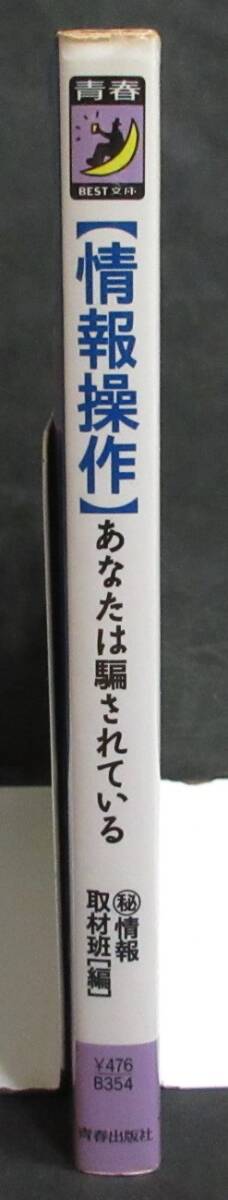 青春
BEST文庫
【情報操作】
あなたは騙されている
㊙情報
取材班[編]
¥476
B354
青春出版社